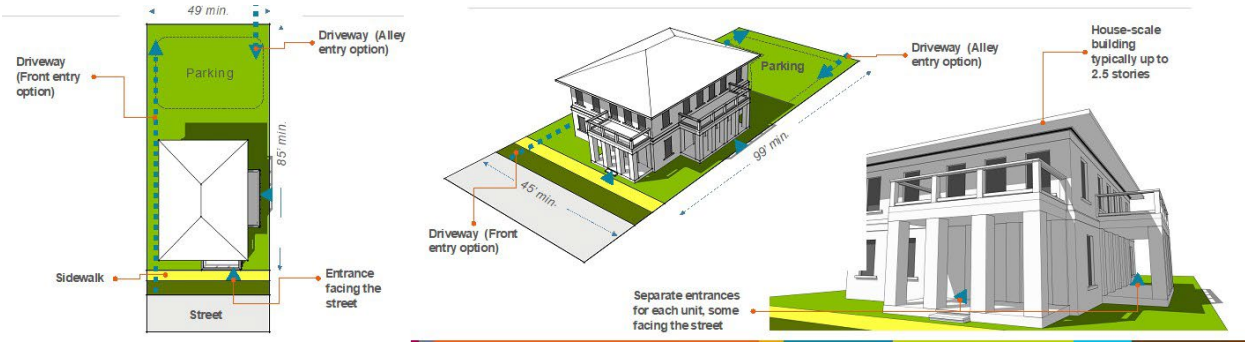 49' min.
Driveway (Alley
entry option)
Driveway
(Front entry
option)
Parking
85' min.
Sidewalk
Entrance
facing the
street
Street
Driveway (Alley
entry option)
Parking
99' min.
45' min.
Driveway (Front
entry option)
House-scale
building
typically up to
2.5 stories
Separate entrances
for each unit, some
facing the street